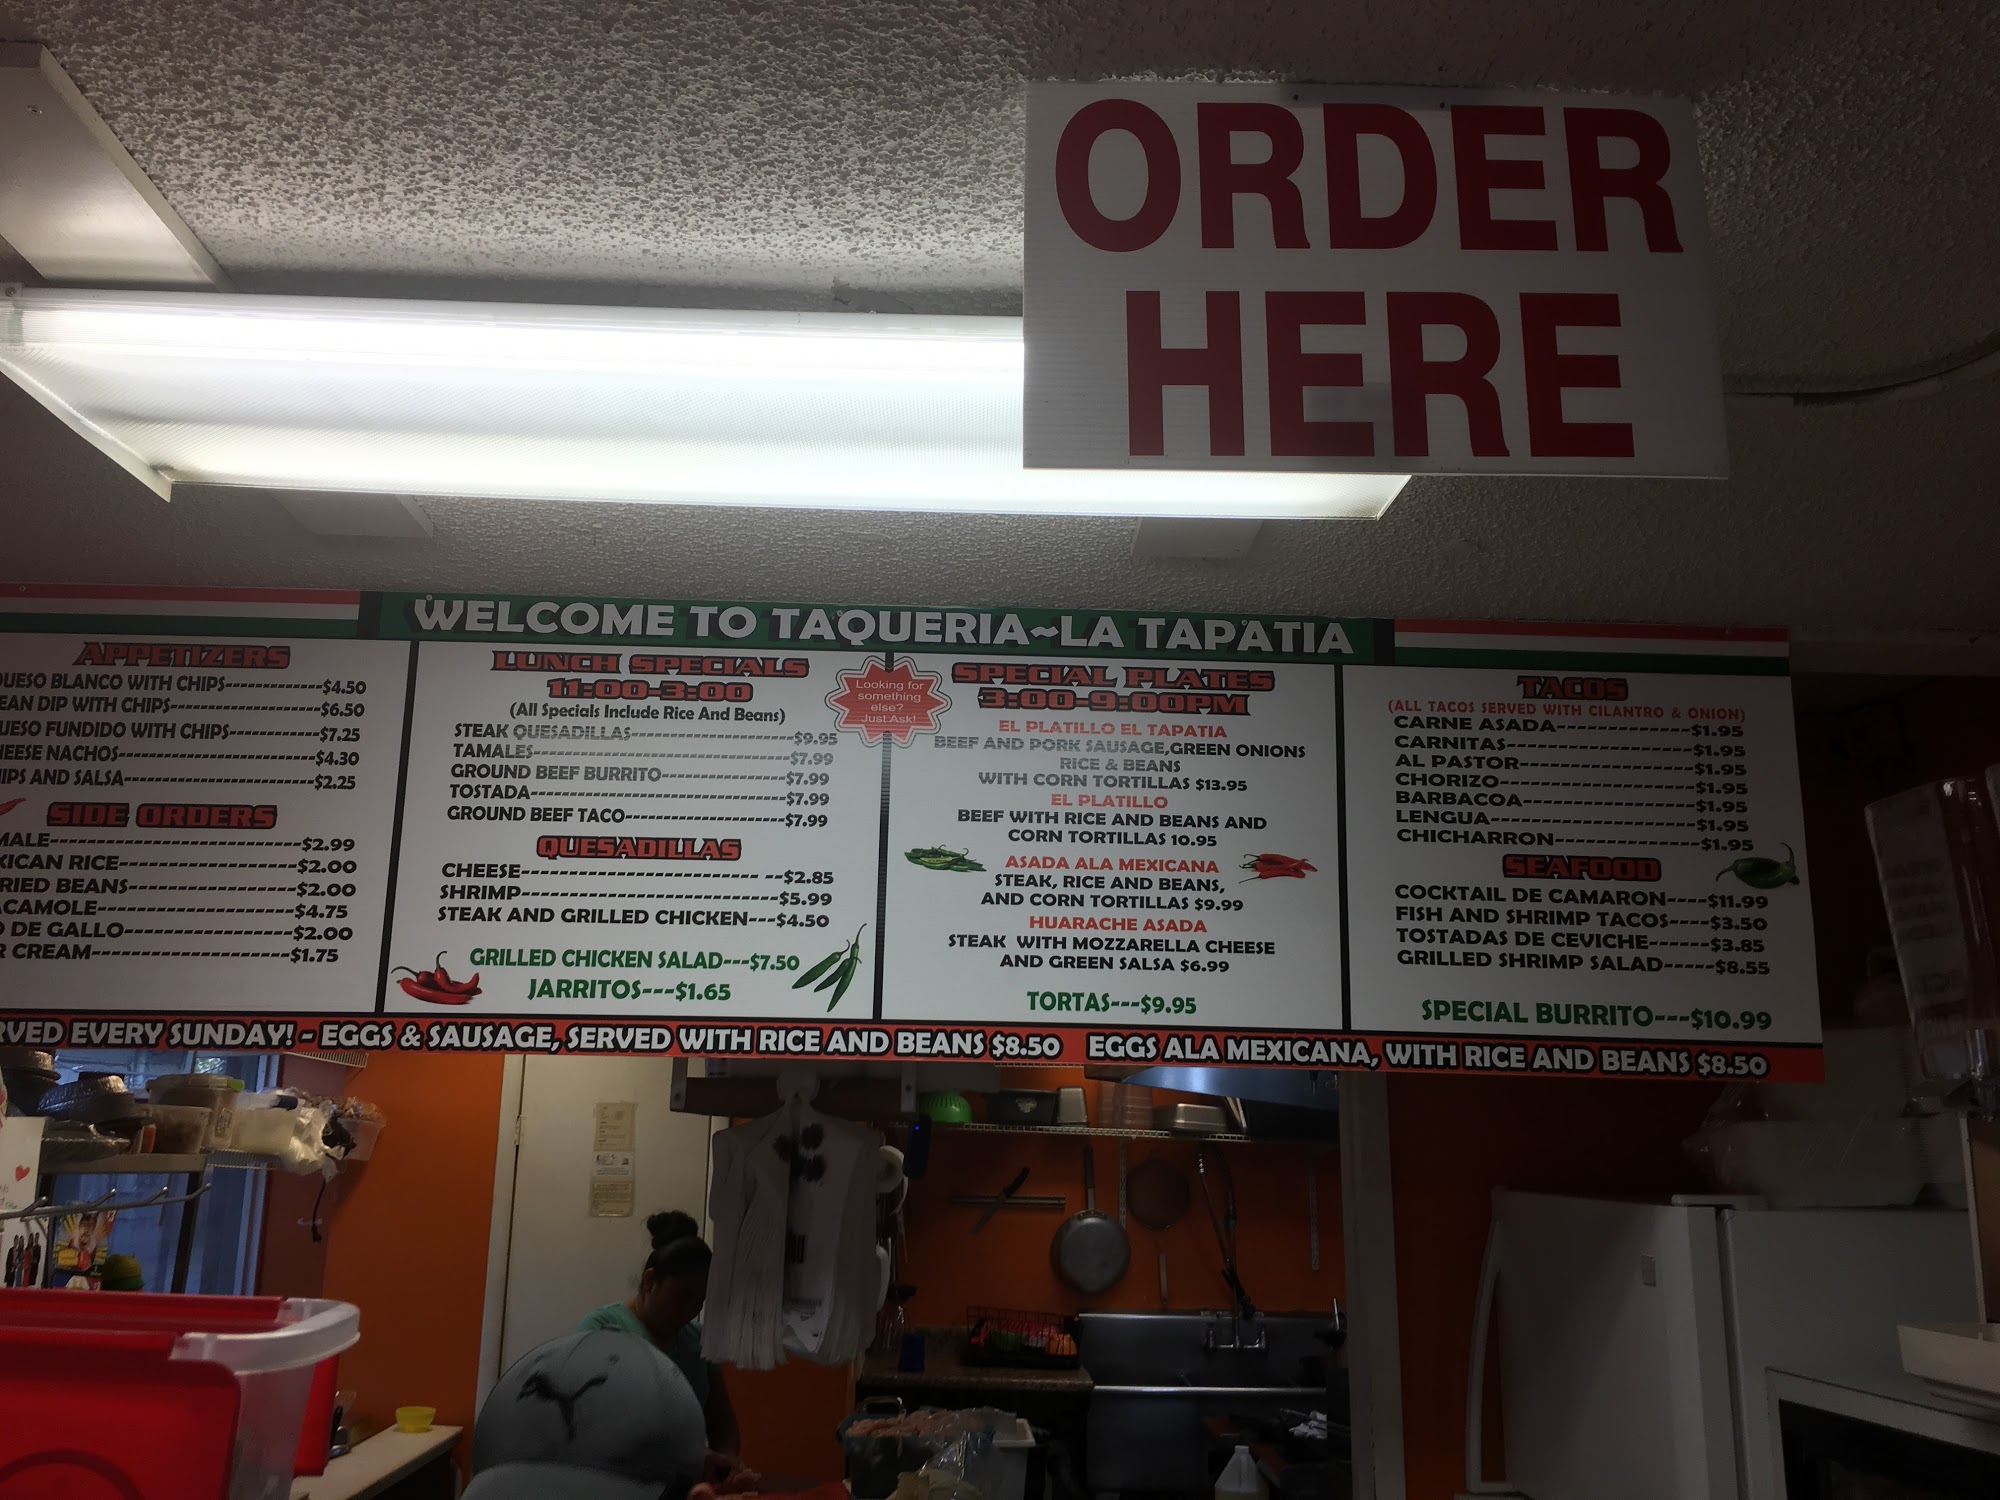 ORDER
HERE
WELCOME TO TAQUERIA~LA TAPATIA
APPETIZERS
UESO BLANCO WITH CHIPS-------------$4.50
EAN DIP WITH CHIPS---------------------$6.50
UESO FUNDIDO WITH CHIPS------------$7.25
HEESE NACHOS---------------------------$4.30
IPS AND SALSA---------------------------$2.25
SIDE ORDERS
MALE----------------------------$2.99
XICAN RICE--------------------$2.00
RIED BEANS-------------------$2.00
CAMOLE----------------------$4.75
O DE GALLO-------------------$2.00
R CREAM----------------------$1.75
LUNCH SPECIALS
11:00-3:00
(All Specials Include Rice And Beans)
STEAK QUESADILLAS--------------------$9.95
TAMALES--------------------------------$7.99
GROUND BEEF BURRITO---------------$7.99
TOSTADA--------------------------------$7.99
GROUND BEEF TACO-------------------$7.99
QUESADILLAS
CHEESE-------------------------- --$2.85
SHRIMP----------------------------$5.99
STEAK AND GRILLED CHICKEN---$4.50
GRILLED CHICKEN SALAD---$7.50
JARRITOS---$1.65
Looking for
something
else?
Just Ask!
SPECIAL PLATES
3:00-9:00PM
EL PLATILLO EL TAPATIA
BEEF AND PORK SAUSAGE,GREEN ONIONS
RICE & BEANS
WITH CORN TORTILLAS $13.95
EL PLATILLO
BEEF WITH RICE AND BEANS AND
CORN TORTILLAS 10.95
ASADA ALA MEXICANA
STEAK, RICE AND BEANS,
AND CORN TORTILLAS $9.99
HUARACHE ASADA
STEAK WITH MOZZARELLA CHEESE
AND GREEN SALSA $6.99
TORTAS---$9.95
TACOS
(ALL TACOS SERVED WITH CILANTRO & ONION)
CARNE ASADA--------------$1.95
CARNITAS-------------------$1.95
AL PASTOR------------------$1.95
CHORIZO--------------------$1.95
BARBACOA-----------------$1.95
LENGUA---------------------$1.95
CHICHARRON---------------$1.95
SEAFOOD
COCKTAIL DE CAMARON----$11.99
FISH AND SHRIMP TACOS----$3.50
TOSTADAS DE CEVICHE------$3.85
GRILLED SHRIMP SALAD-----$8.55
SPECIAL BURRITO---$10.99
RVED EVERY SUNDAY! - EGGS & SAUSAGE, SERVED WITH RICE AND BEANS $8.50 EGGS ALA MEXICANA, WITH RICE AND BEANS $8.50